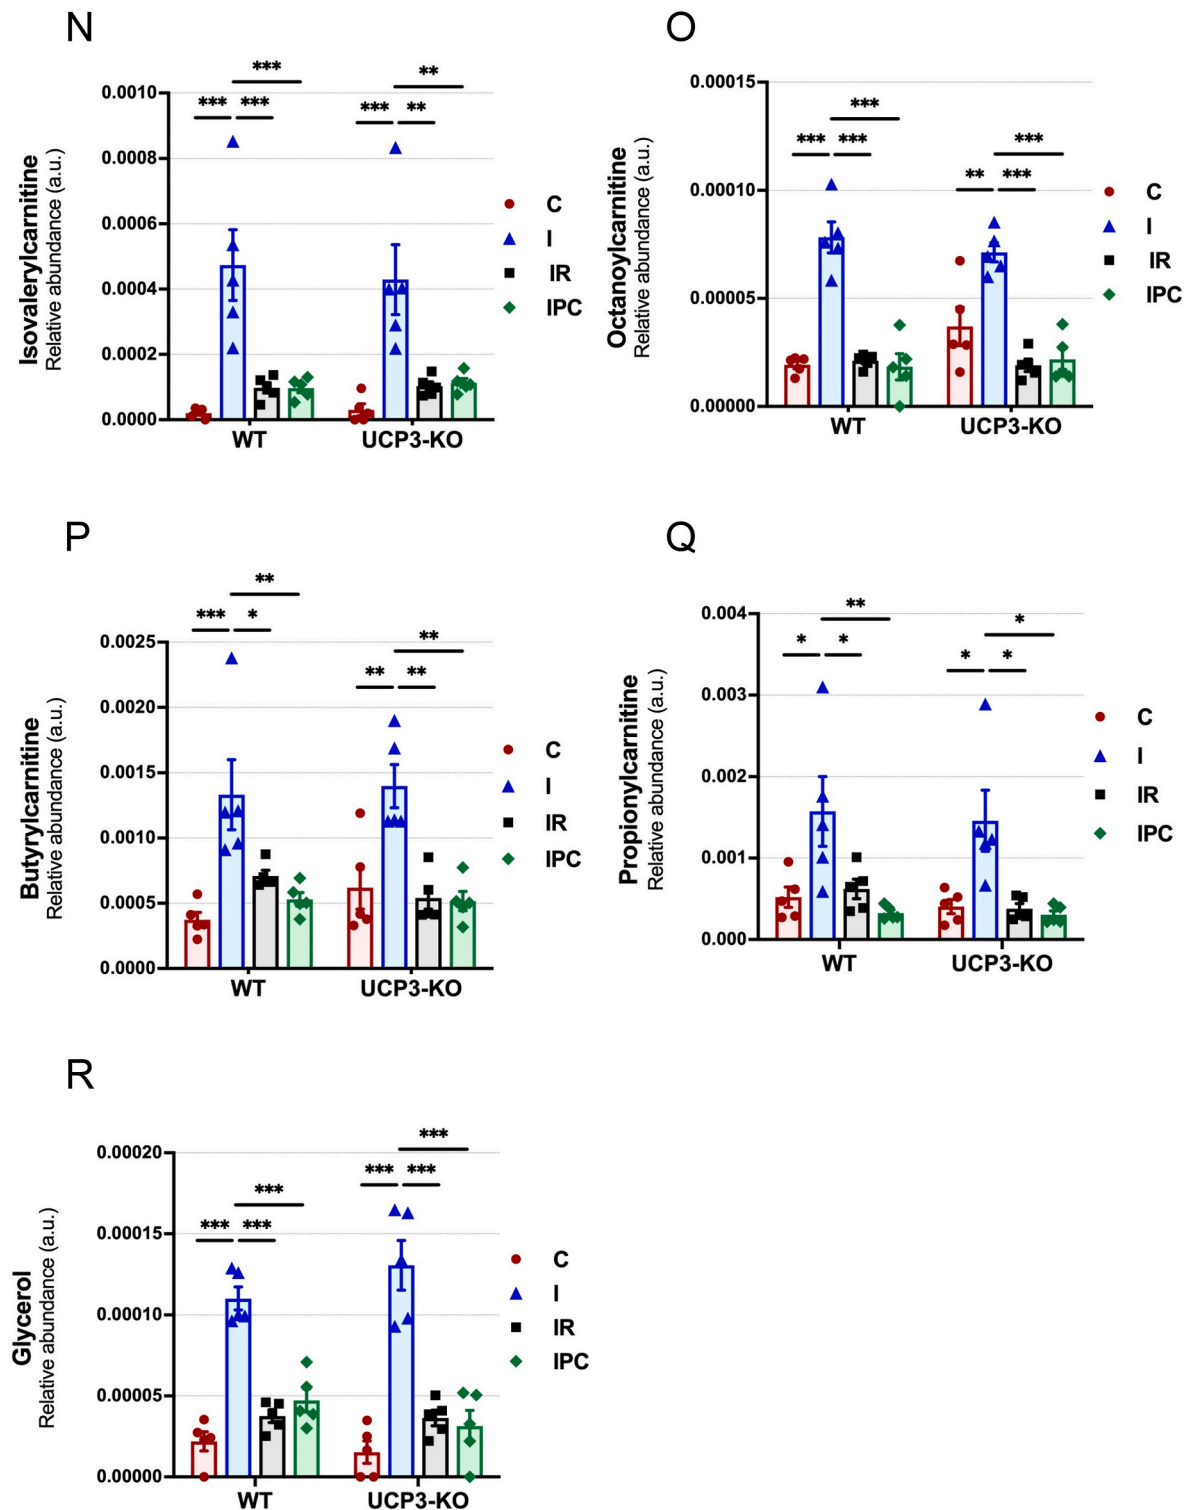 N
Isovalerylcarnitine
Relative abundance (a.u.)
0.0010
0.0008
0.0006
0.0004
0.0002
0.0000
*** *** ***
*** ** **
WT
UCP3-KO
C
I
IR
IPC
O
Octanoylcarnitine
Relative abundance (a.u.)
0.00015
0.00010
0.00005
0.00000
*** *** ***
** *** ***
WT
UCP3-KO
C
I
IR
IPC
P
Butyrylcarnitine
Relative abundance (a.u.)
0.0025
0.0020
0.0015
0.0010
0.0005
0.0000
** *** *
** ** **
WT
UCP3-KO
C
I
IR
IPC
Q
Propionylcarnitine
Relative abundance (a.u.)
0.004
0.003
0.002
0.001
0.000
** * *
* * *
WT
UCP3-KO
C
I
IR
IPC
R
Glycerol
Relative abundance (a.u.)
0.00020
0.00015
0.00010
0.00005
0.00000
*** *** ***
*** *** ***
WT
UCP3-KO
C
I
IR
IPC